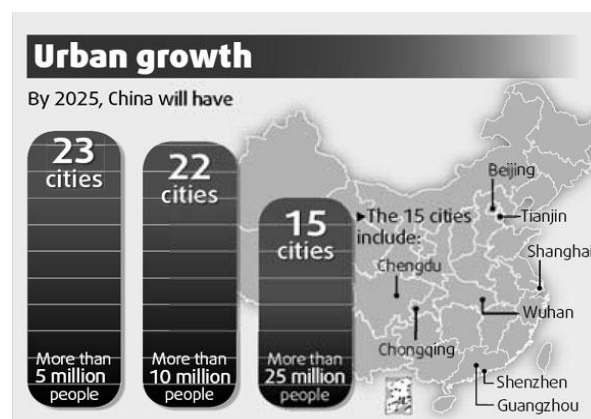 Urban growth
By 2025, China will have
23
cities
More than
5 million
people
22
cities
More than
10 million
people
15
cities
More than
25 million
people
▸The 15 cities
include:
Beijing
Tianjin
Shanghai
Chengdu
Wuhan
Chongqing
Shenzhen
Guangzhou